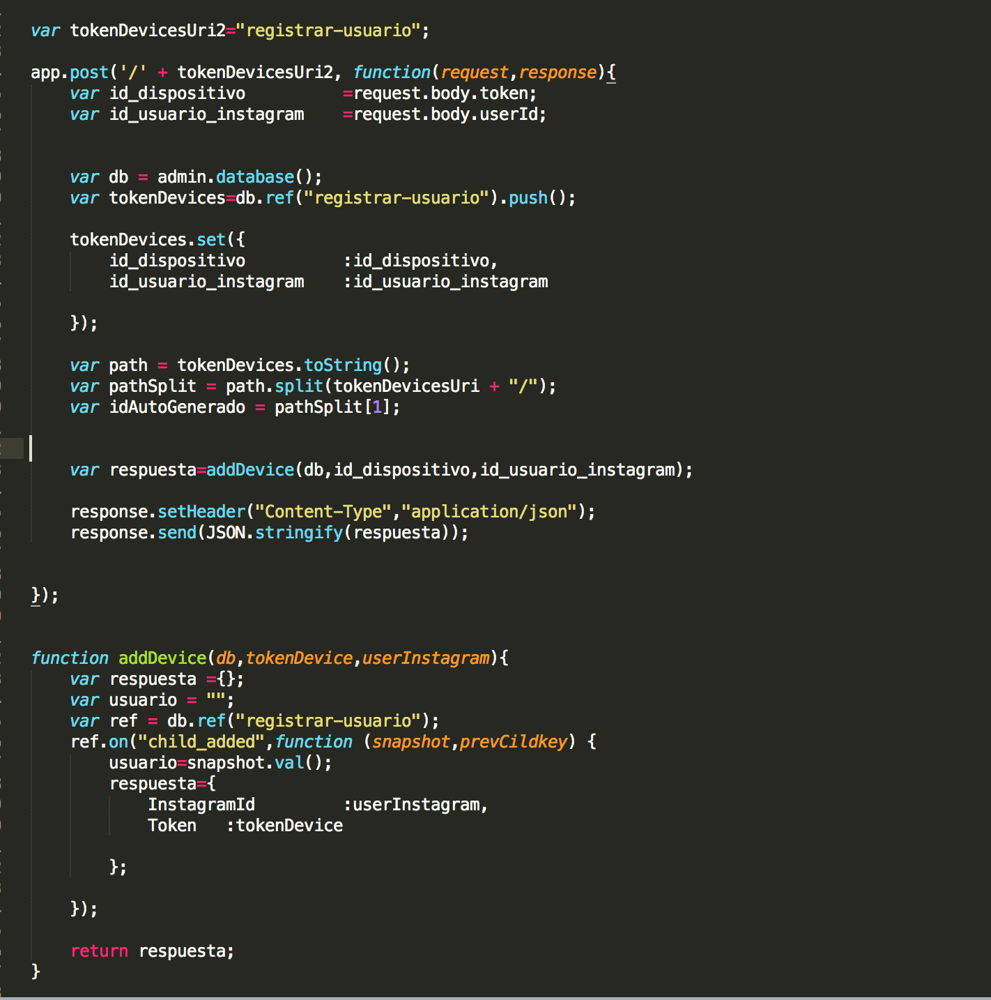 var tokenDevicesUri2="registrar-usuario";
app.post('/' + tokenDevicesUri2, function(request,response){
var id_dispositivo =request.body.token;
var id_usuario_instagram =request.body.userId;
var db = admin.database();
var tokenDevices=db.ref("registrar-usuario").push();
tokenDevices.set({
id_dispositivo :id_dispositivo,
id_usuario_instagram :id_usuario_instagram
});
var path = tokenDevices.toString();
var pathSplit = path.split(tokenDevicesUri + "/");
var idAutoGenerado = pathSplit[1];
var respuesta=addDevice(db,id_dispositivo,id_usuario_instagram);
response.setHeader("Content-Type","application/json");
response.send(JSON.stringify(respuesta));
});
function addDevice(db,tokenDevice,userInstagram){
var respuesta ={};
var usuario = "";
var ref = db.ref("registrar-usuario");
ref.on("child_added",function (snapshot,prevCildkey) {
usuario=snapshot.val();
respuesta={
InstagramId :userInstagram,
Token :tokenDevice
};
});
return respuesta;
}